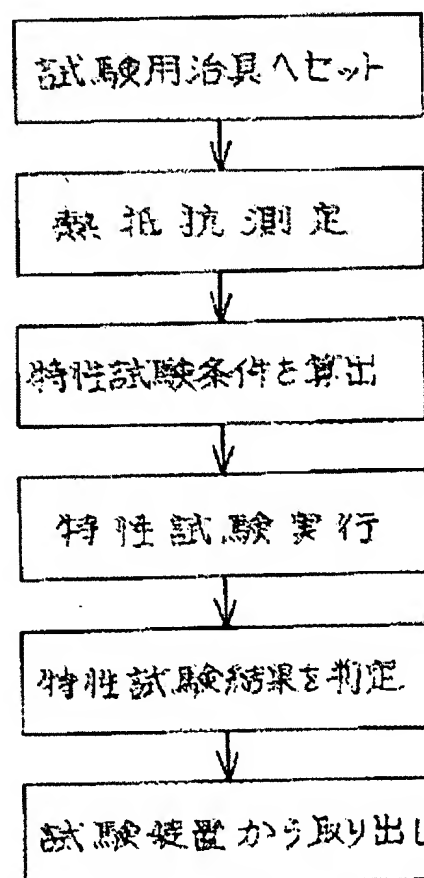 試験用治具へセット
熱抵抗測定
特性試験条件を算出
特性試験実行
特性試験結果を判定
試験装置から取り出し